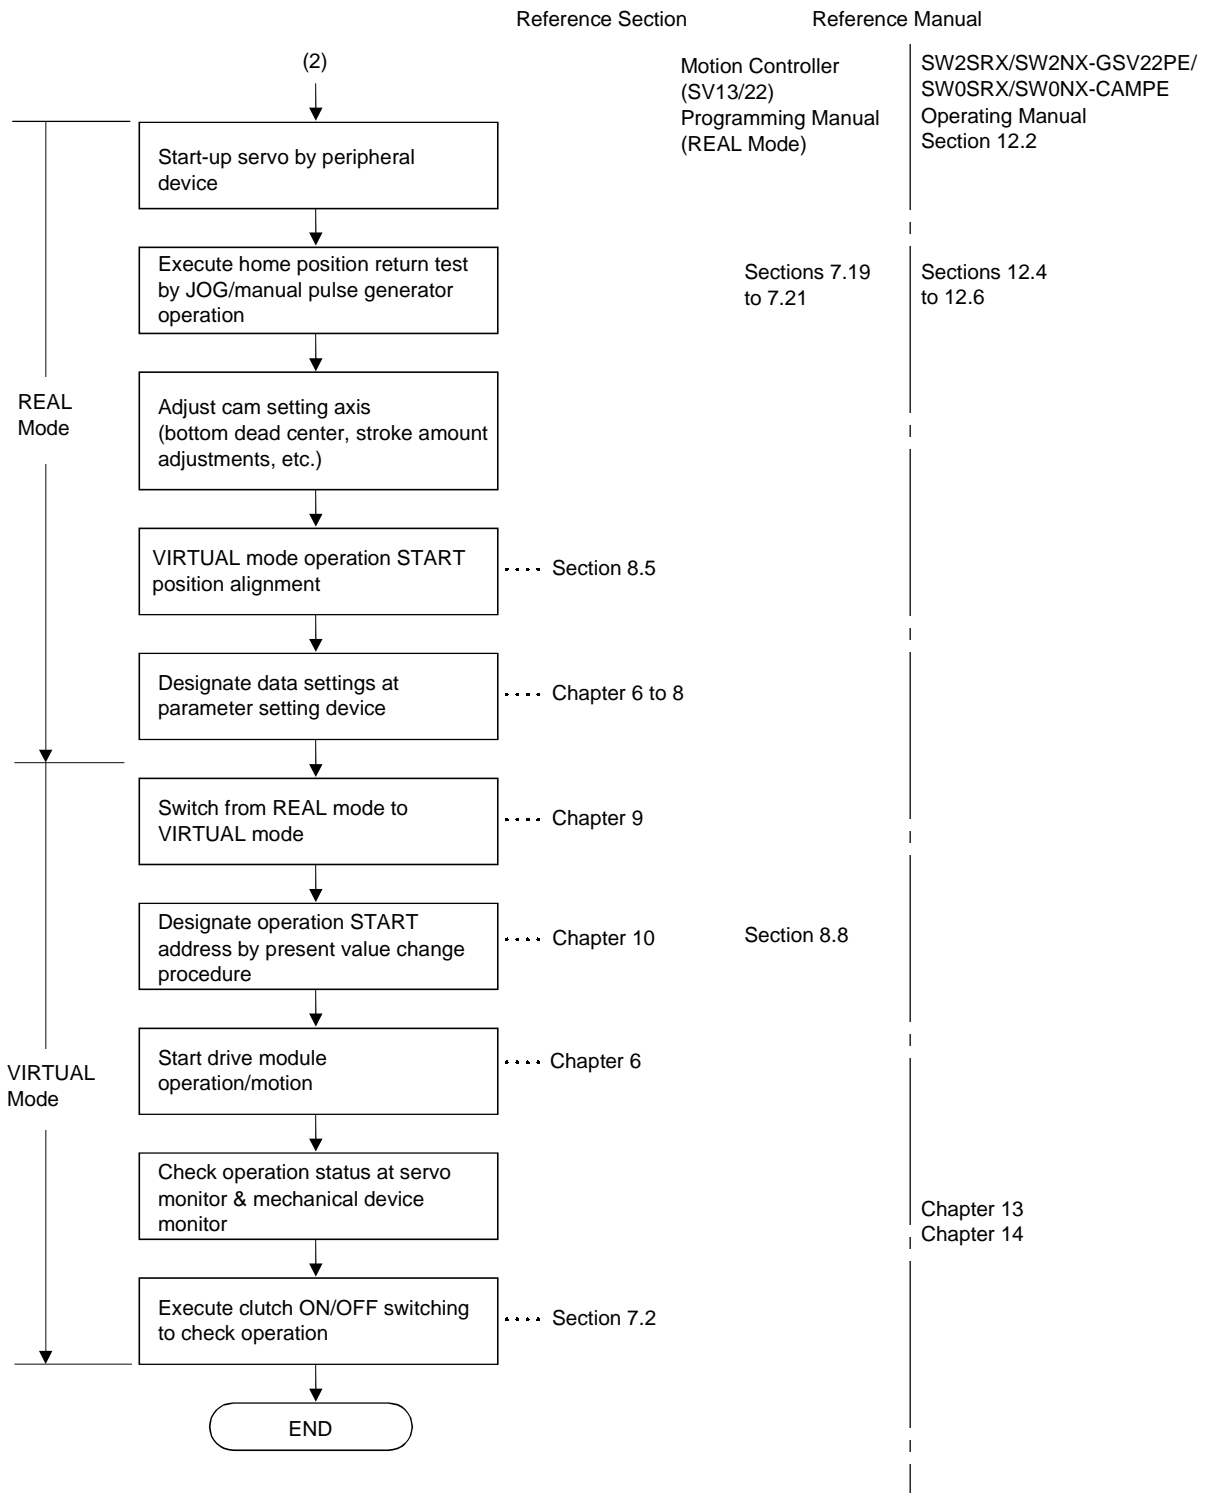 Reference Section
Reference Manual
(2)
Motion Controller
(SV13/22)
Programming Manual
(REAL Mode)
SW2SRX/SW2NX-GSV22PE/
SW0SRX/SW0NX-CAMPE
Operating Manual
Section 12.2
Start-up servo by peripheral
device
Execute home position return test
by JOG/manual pulse generator
operation
Sections 7.19
to 7.21
Sections 12.4
to 12.6
REAL
Mode
Adjust cam setting axis
(bottom dead center, stroke amount
adjustments, etc.)
VIRTUAL mode operation START
position alignment
Section 8.5
Designate data settings at
parameter setting device
Chapter 6 to 8
Switch from REAL mode to
VIRTUAL mode
Chapter 9
Designate operation START
address by present value change
procedure
Chapter 10
Section 8.8
VIRTUAL
Mode
Start drive module
operation/motion
Chapter 6
Check operation status at servo
monitor & mechanical device
monitor
Chapter 13
Chapter 14
Execute clutch ON/OFF switching
to check operation
Section 7.2
END